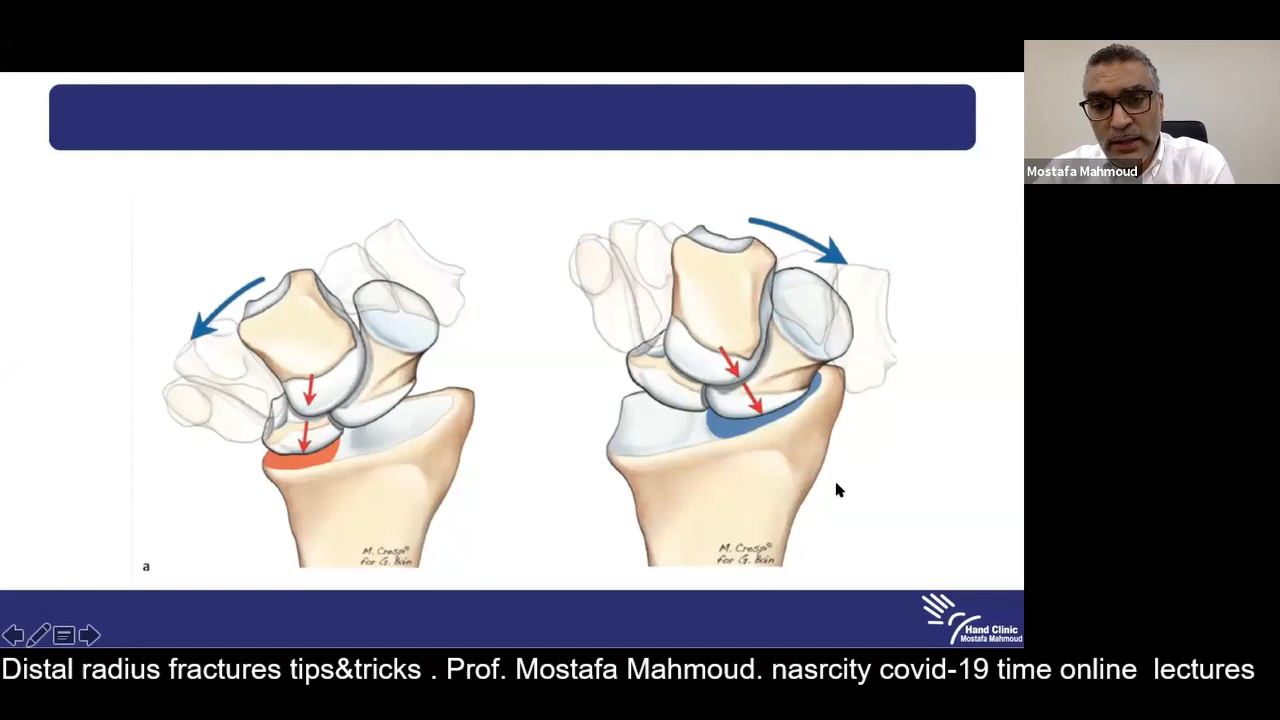 Mostafa Mahmoud
M. Cresp©
for G. Bain
M. Cresp©
for G. Bain
a
Hand Clinic
Mostafa Mahmoud
Distal radius fractures tips&tricks . Prof. Mostafa Mahmoud. nasrcity covid-19 time online lectures